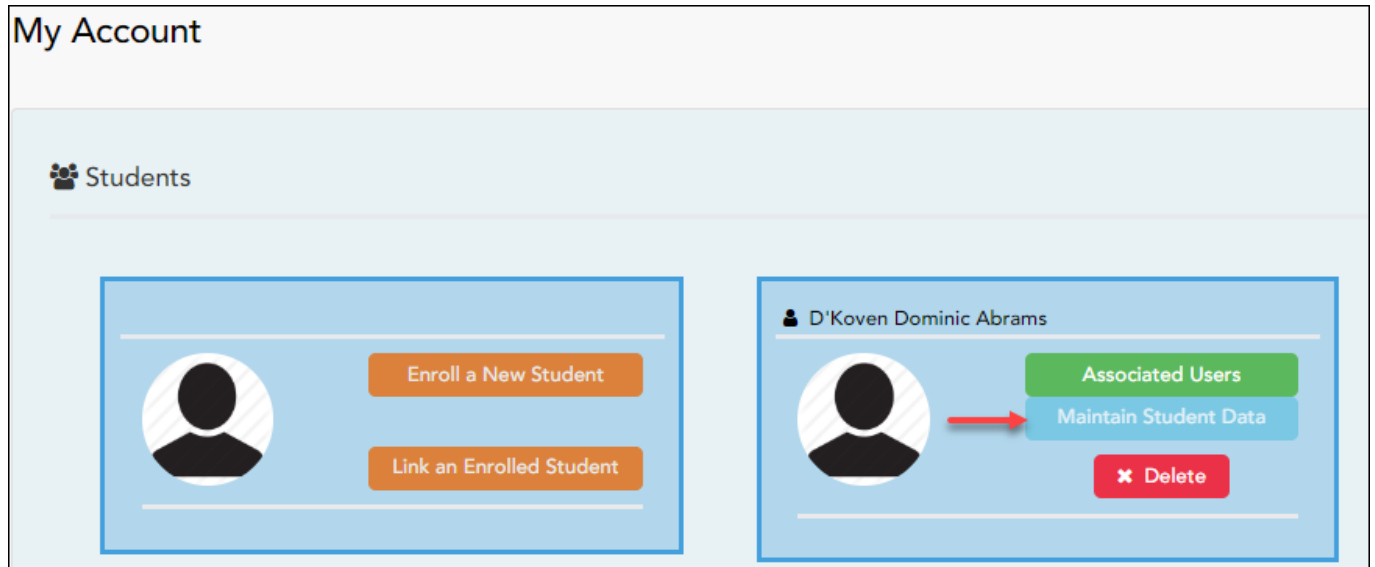 My Account
Students
Enroll a New Student
Link an Enrolled Student
D'Koven Dominic Abrams
Associated Users
Maintain Student Data
Delete